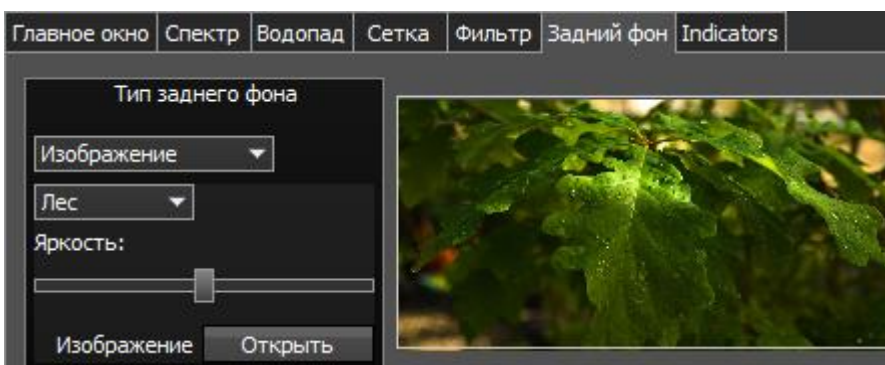 Главное окно Спектр Водопад Сетка Фильтр Задний фон Indicators
Тип заднего фона
Изображение
Лес
Яркость:
Изображение Открыть